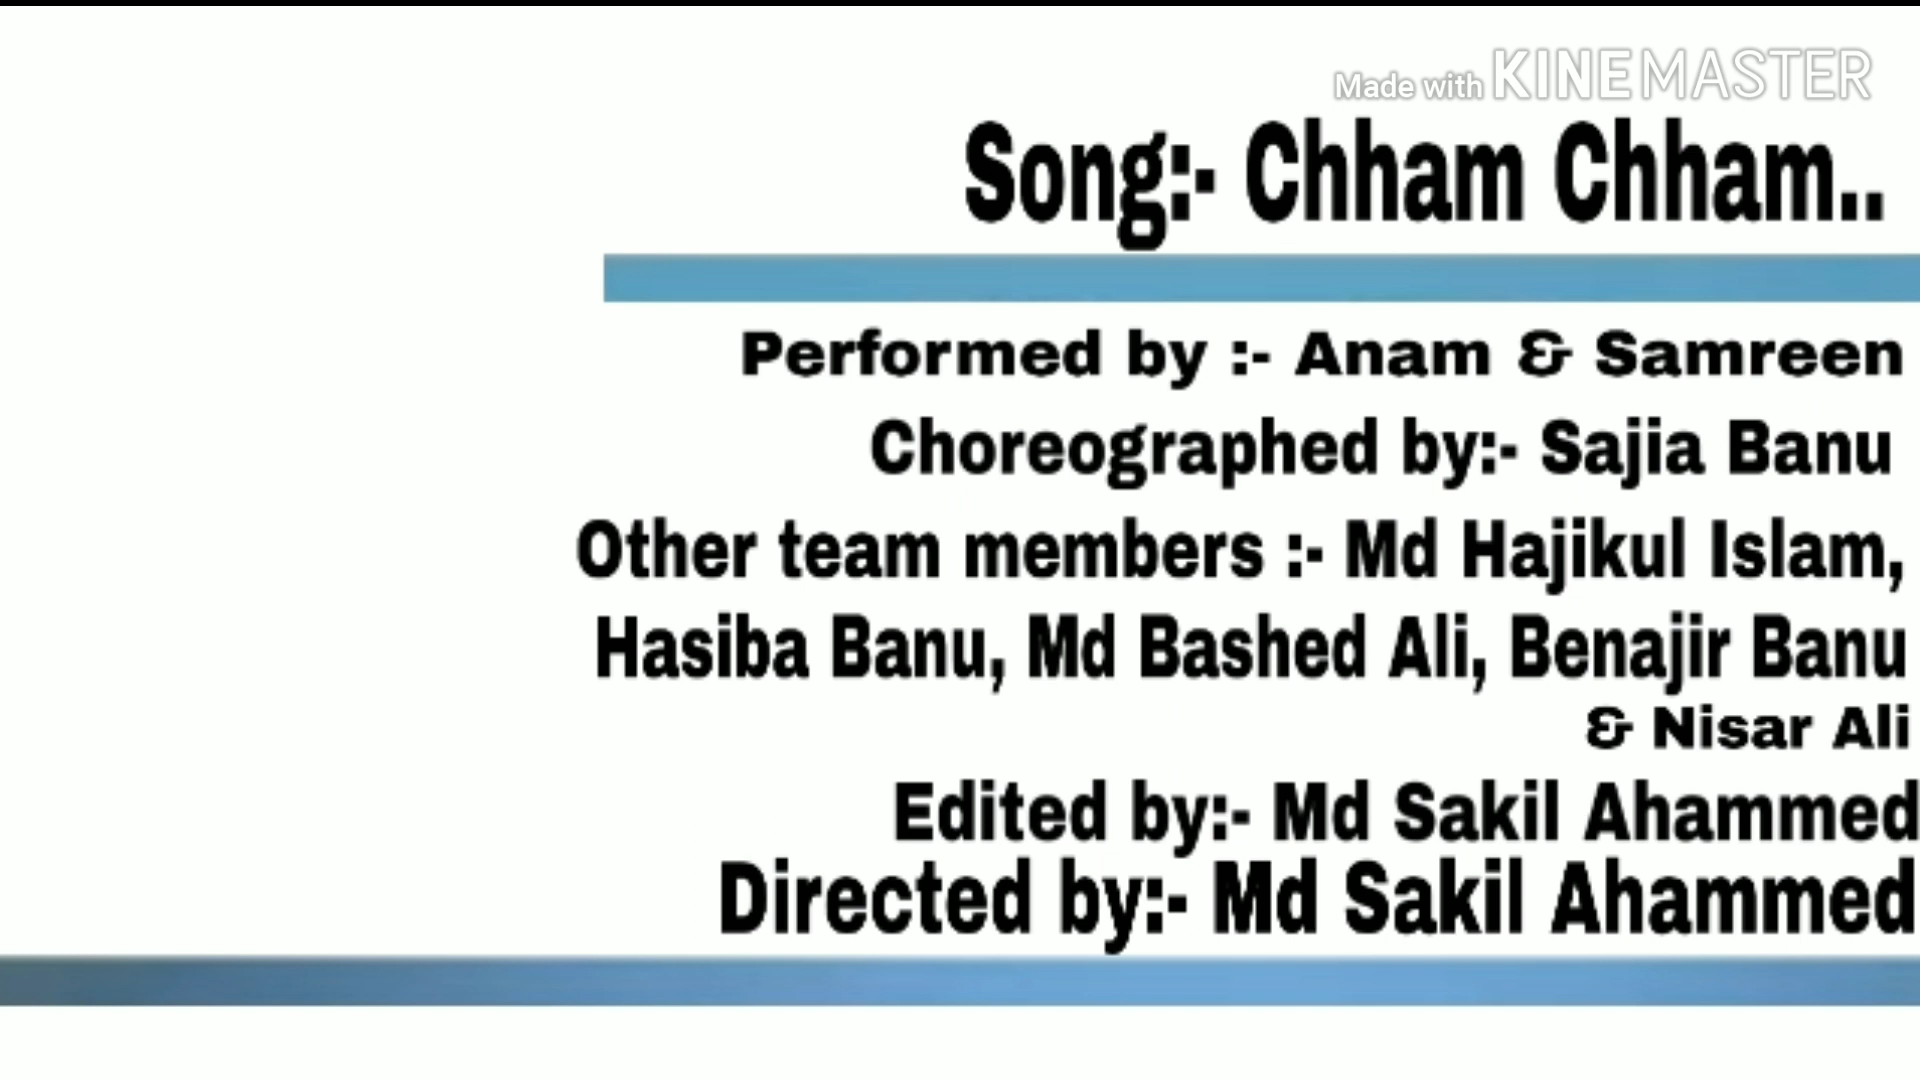 Made with KINEMASTER
Song:- Chham Chham..
Performed by :- Anam & Samreen
Choreographed by:- Sajia Banu
Other team members :- Md Hajikul Islam,
Hasiba Banu, Md Bashed Ali, Benajir Banu
& Nisar Ali
Edited by:- Md Sakil Ahammed
Directed by:- Md Sakil Ahammed